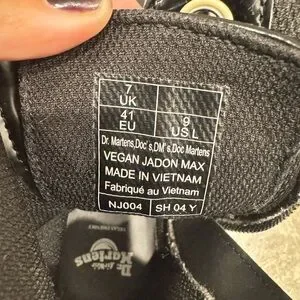 7 9
UK US L
41
EU
Dr. Martens,Doc's,DM's,Doc Martens
VEGAN JADON MAX
MADE IN VIETNAM
Fabriqué au Vietnam
NJ004 SH 04 Y
Dr. Martens